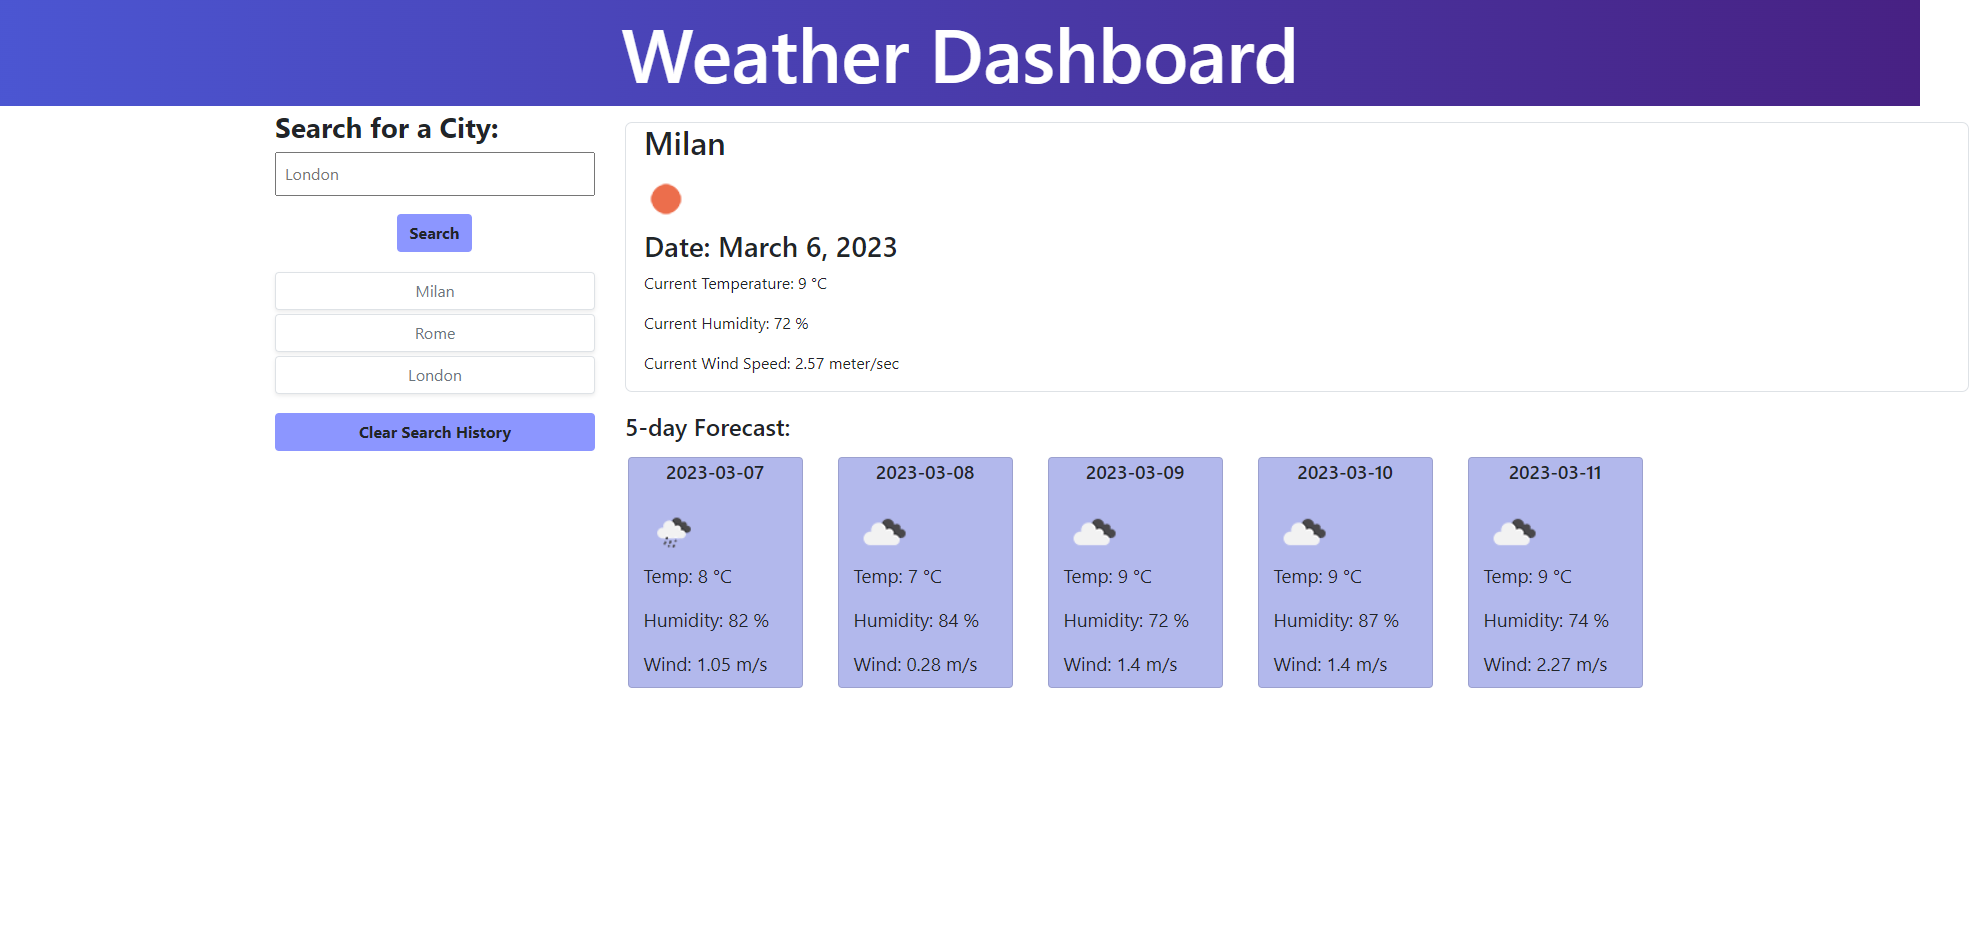 Weather Dashboard
Search for a City:
London
Search
Milan
Rome
London
Clear Search History
Milan
Date: March 6, 2023
Current Temperature: 9 °C
Current Humidity: 72 %
Current Wind Speed: 2.57 meter/sec
5-day Forecast:
2023-03-07
Temp: 8 °C
Humidity: 82 %
Wind: 1.05 m/s
2023-03-08
Temp: 7 °C
Humidity: 84 %
Wind: 0.28 m/s
2023-03-09
Temp: 9 °C
Humidity: 72 %
Wind: 1.4 m/s
2023-03-10
Temp: 9 °C
Humidity: 87 %
Wind: 1.4 m/s
2023-03-11
Temp: 9 °C
Humidity: 74 %
Wind: 2.27 m/s